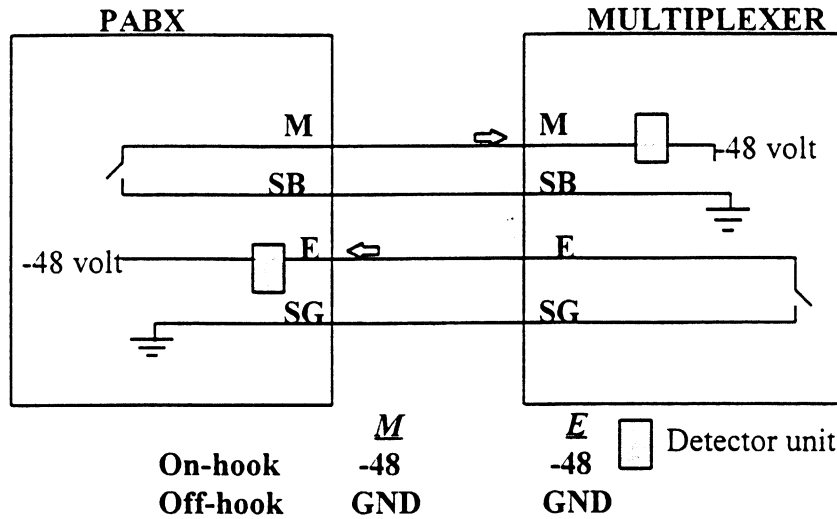 PABX MULTIPLEXER
M M -48 volt
SB SB
-48 volt E E
SG SG
M E Detector unit
On-hook -48 -48
Off-hook GND GND